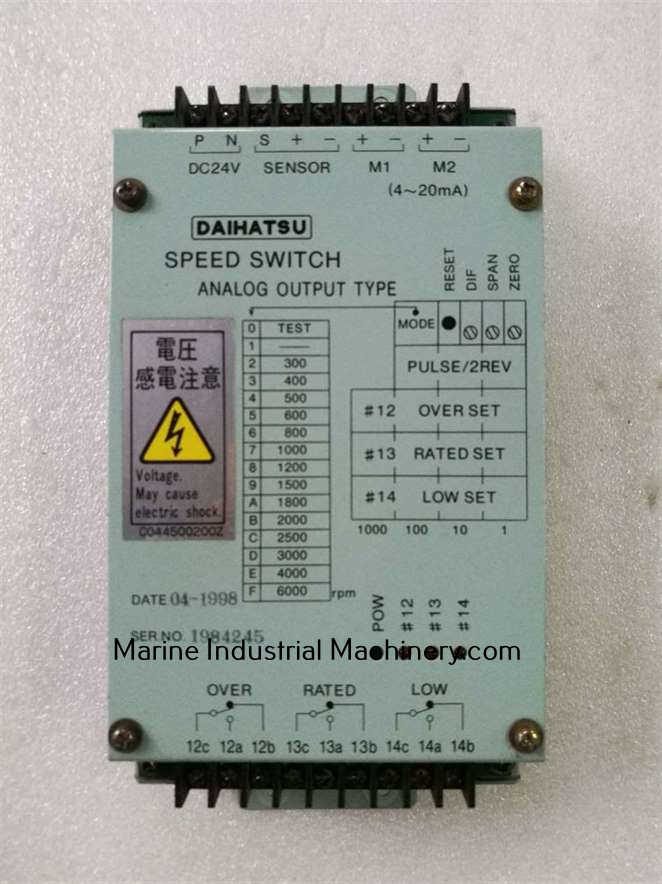 P N S + − + − + −
DC24V SENSOR M1 M2
(4～20mA)
DAIHATSU
SPEED SWITCH
ANALOG OUTPUT TYPE
RESET DIF SPAN ZERO
MODE
0 TEST
1 —
2 300
3 400
4 500
5 600
6 800
7 1000
8 1200
9 1500
A 1800
B 2000
C 2500
D 3000
E 4000
F 6000 rpm
PULSE/2REV
#12 OVER SET
#13 RATED SET
#14 LOW SET
1000 100 10 1
電圧
感電注意
Voltage.
May cause
electric shock.
C044500200Z
DATE 04-1998
SER.NO. 1984245
POW #12 #13 #14
Marine Industrial Machinery.com
OVER RATED LOW
12c 12a 12b 13c 13a 13b 14c 14a 14b